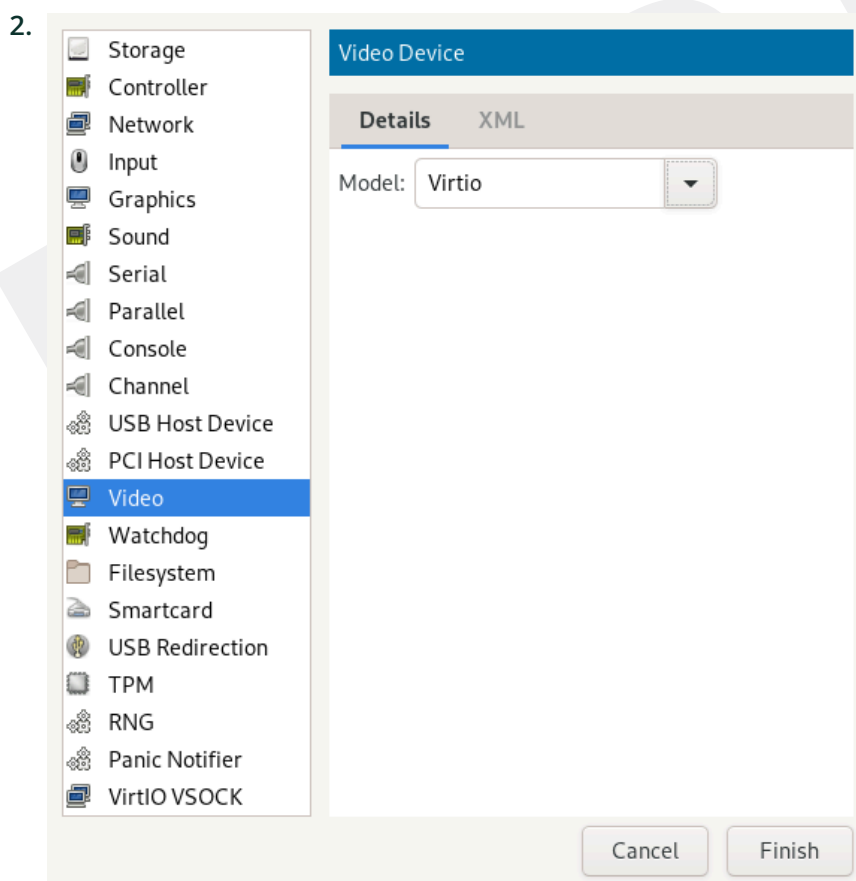 2.
Storage
Controller
Network
Input
Graphics
Sound
Serial
Parallel
Console
Channel
USB Host Device
PCI Host Device
Video
Watchdog
Filesystem
Smartcard
USB Redirection
TPM
RNG
Panic Notifier
VirtIO VSOCK
Video Device
Details XML
Model: Virtio
Cancel Finish